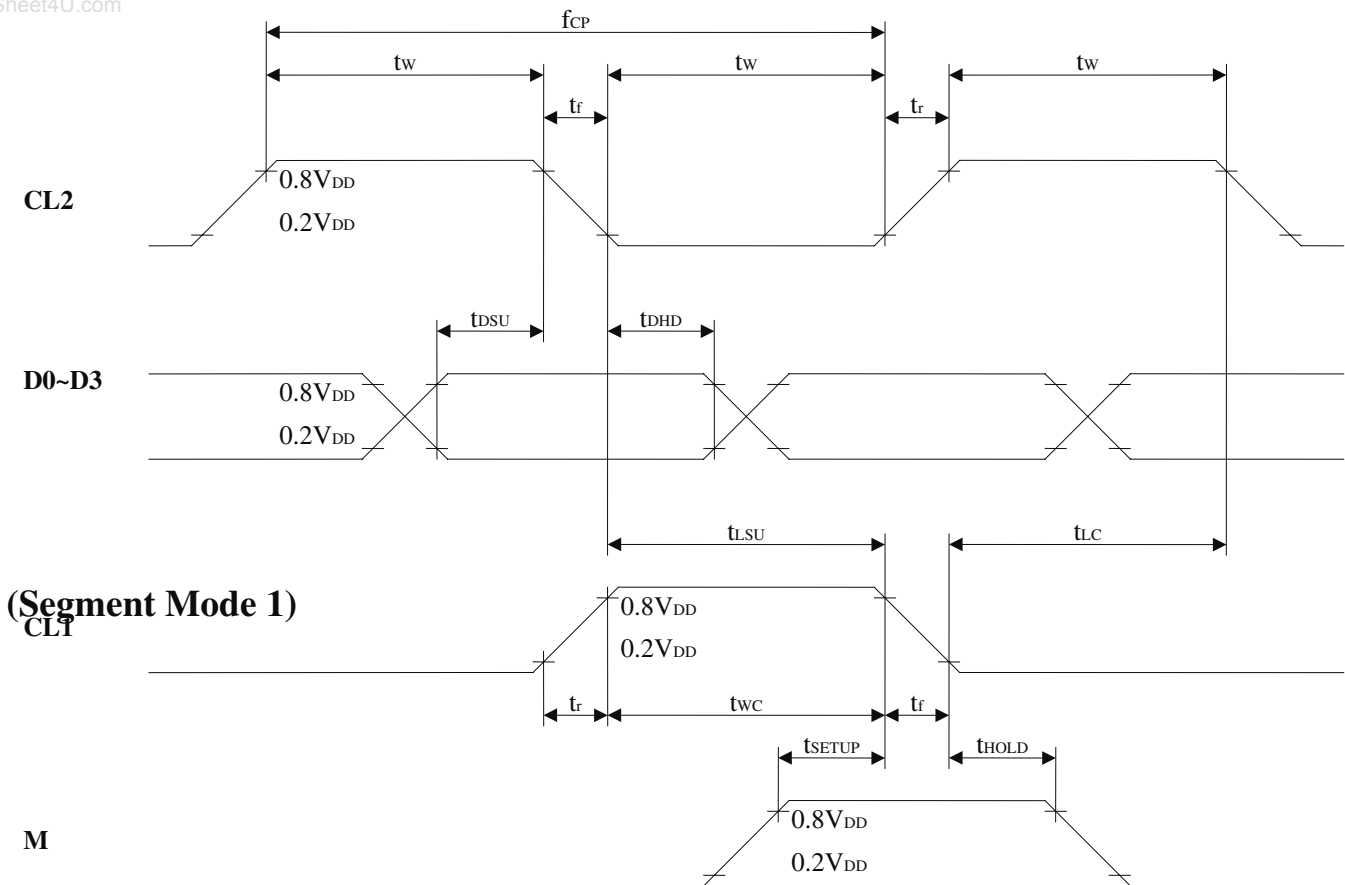 Sheet4U.com
fCP
tW tW tW
tf tr
CL2
0.8VDD
0.2VDD
tDSU tDHD
D0~D3
0.8VDD
0.2VDD
tLSU tLC
(Segment Mode 1)
CL1
0.8VDD
0.2VDD
tr tWC tf
tSETUP tHOLD
M
0.8VDD
0.2VDD